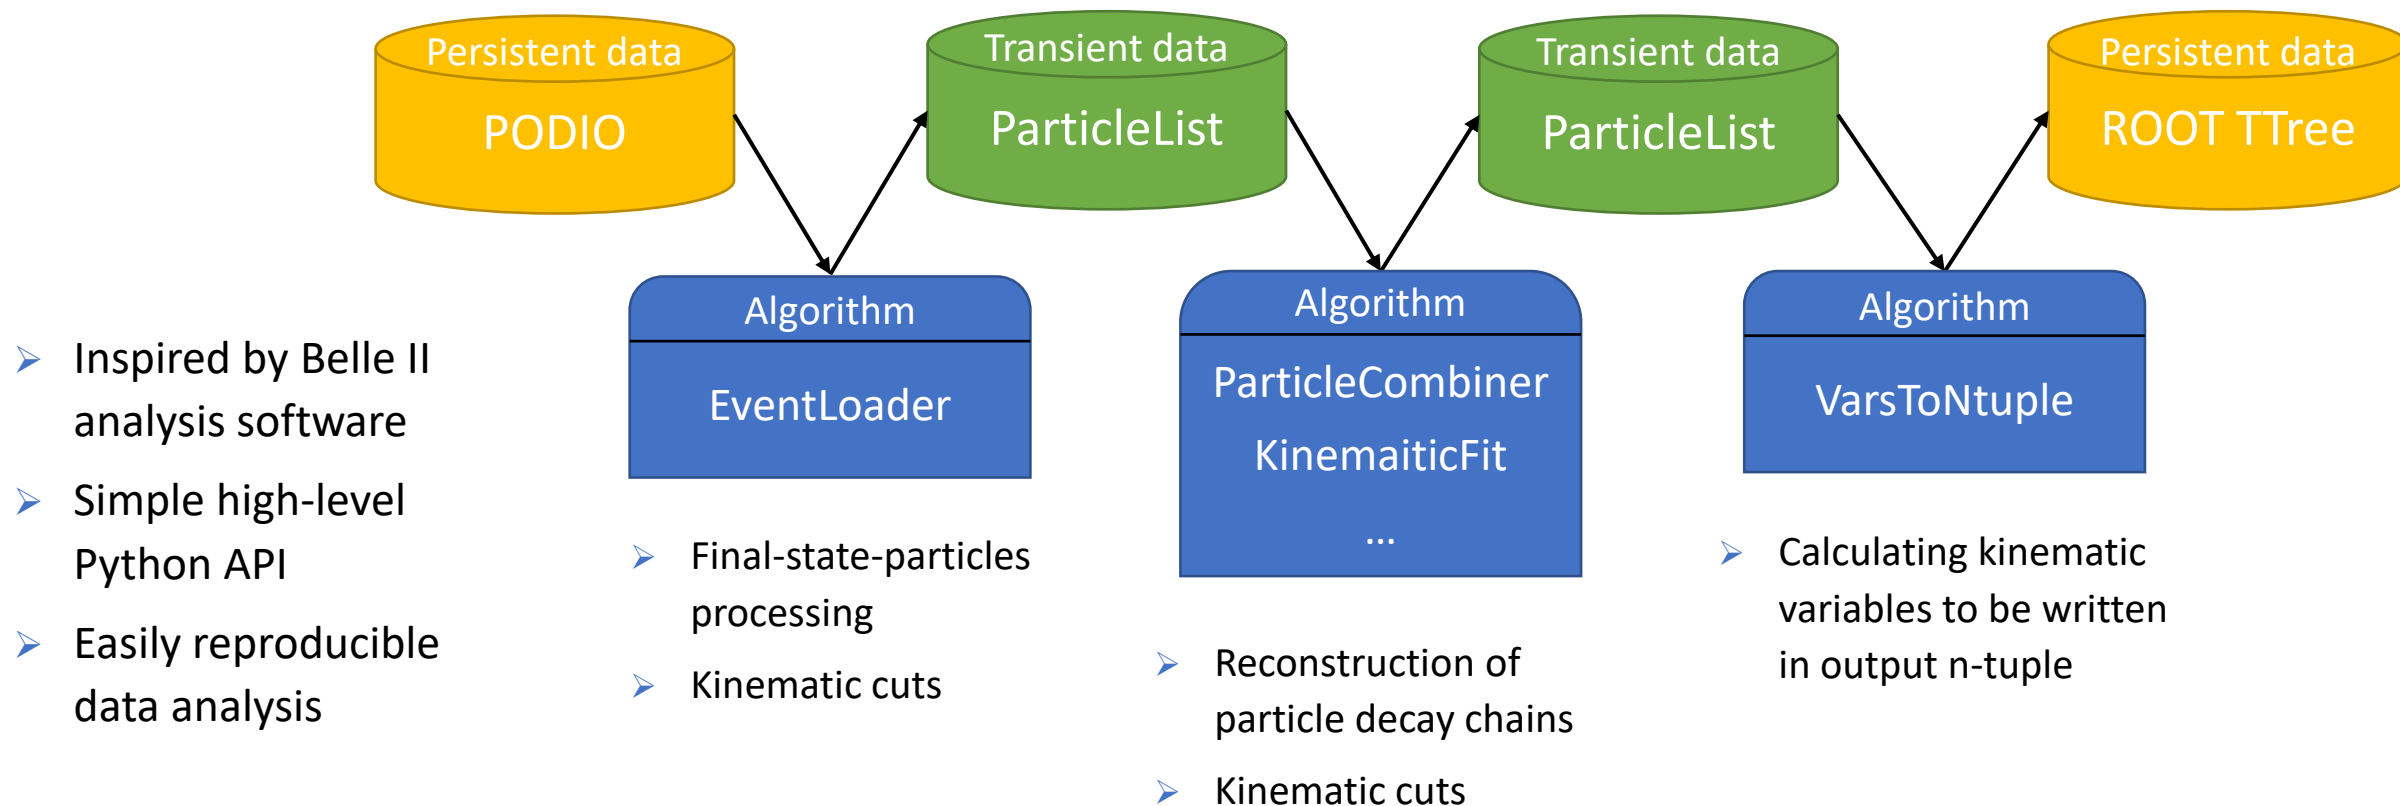 Persistent data
PODIO
Transient data
ParticleList
Transient data
ParticleList
Persistent data
ROOT TTree
Algorithm
EventLoader
Algorithm
ParticleCombiner
KinemaiticFit
...
Algorithm
VarsToNtuple
➢ Inspired by Belle II
analysis software
➢ Simple high-level
Python API
➢ Easily reproducible
data analysis
➢ Final-state-particles
processing
➢ Kinematic cuts
➢ Reconstruction of
particle decay chains
➢ Kinematic cuts
➢ Calculating kinematic
variables to be written
in output n-tuple